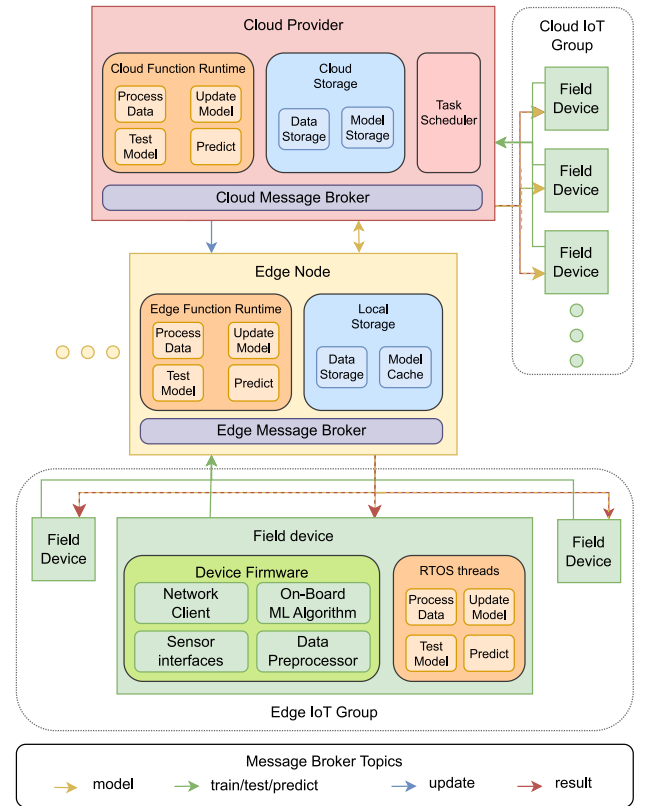 Cloud Provider
Cloud Function Runtime
Process
Data
Update
Model
Test
Model
Predict
Cloud
Storage
Data
Storage
Model
Storage
Task
Scheduler
Cloud Message Broker
Cloud IoT
Group
Field
Device
Field
Device
Field
Device
Edge Node
Edge Function Runtime
Process
Data
Update
Model
Test
Model
Predict
Local
Storage
Data
Storage
Model
Cache
Edge Message Broker
Field
Device
Field device
Device Firmware
Network
Client
On-Board
ML Algorithm
Sensor
interfaces
Data
Preprocessor
RTOS threads
Process
Data
Update
Model
Test
Model
Predict
Field
Device
Edge IoT Group
Message Broker Topics
model
train/test/predict
update
result